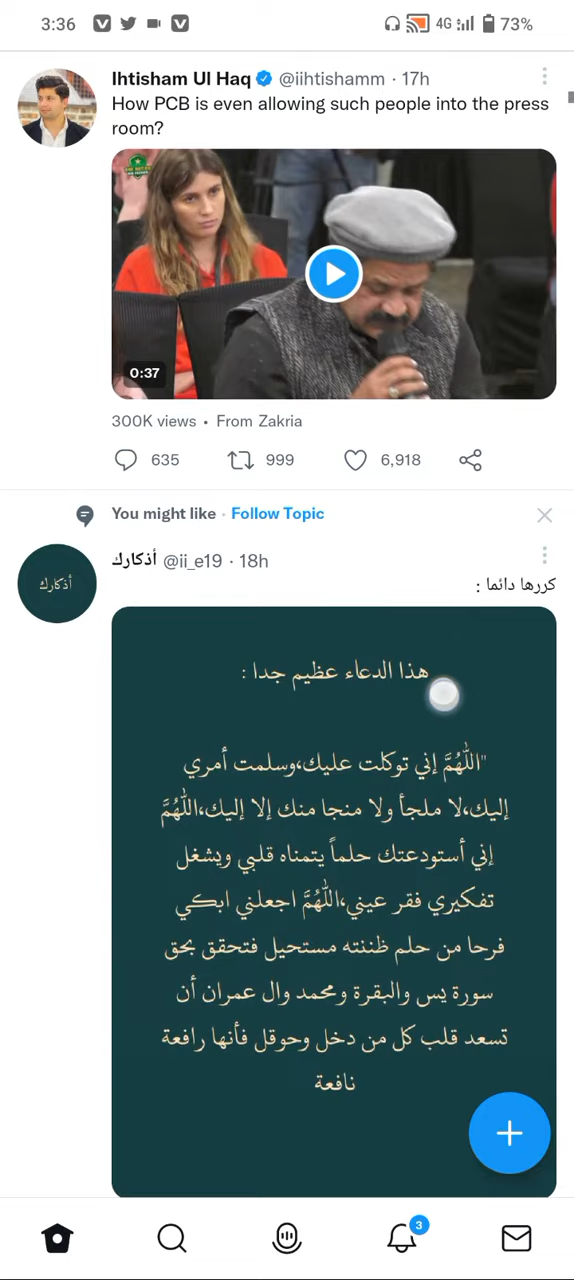 3:36
4G
73%
Ihtisham Ul Haq @iihtishamm · 17h
How PCB is even allowing such people into the press
room?
0:37
300K views • From Zakria
635 999 6,918
You might like · Follow Topic
أذكارك @ii_e19 · 18h
أذكارك
كررها دائما :
هذا الدعاء عظيم جدا :
"اللهُمَّ إني توكلت عليك،وسلمت أمري
إليك،لا ملجأ ولا منجا منك إلا إليك،اللهُمَّ
إني أستودعتك حلماً يتمناه قلبي ويشغل
تفكيري فقر عيني،اللهُمَّ اجعلني ابكي
فرحا من حلم ظننته مستحيل فتحقق بحق
سورة يس والبقرة ومحمد وال عمران أن
تسعد قلب كل من دخل وحوقل فأنها رافعة
نافعة
3